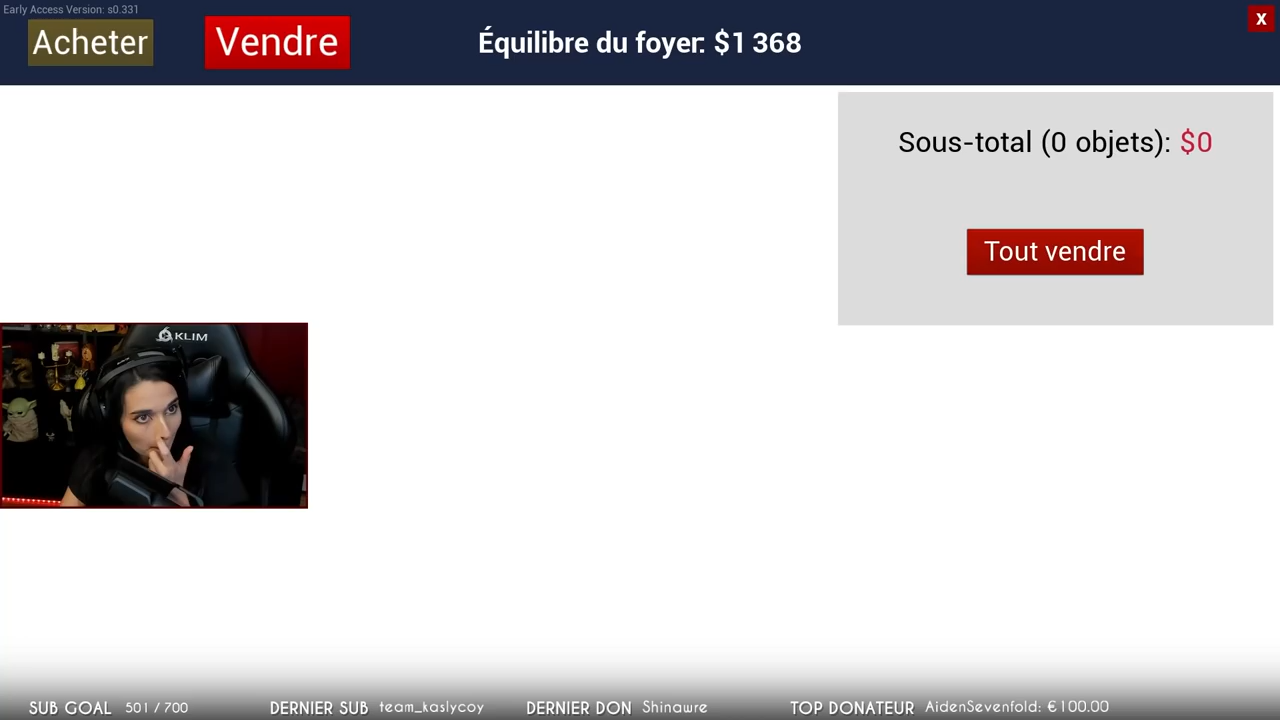 Early Access Version: s0.331
Acheter
Vendre
Équilibre du foyer: $1 368
X
Sous-total (0 objets): $0
Tout vendre
KLIM
SUB GOAL 501 / 700
DERNIER SUB team_kaslycoy
DERNIER DON Shinawre
TOP DONATEUR AidenSevenfold: €100.00